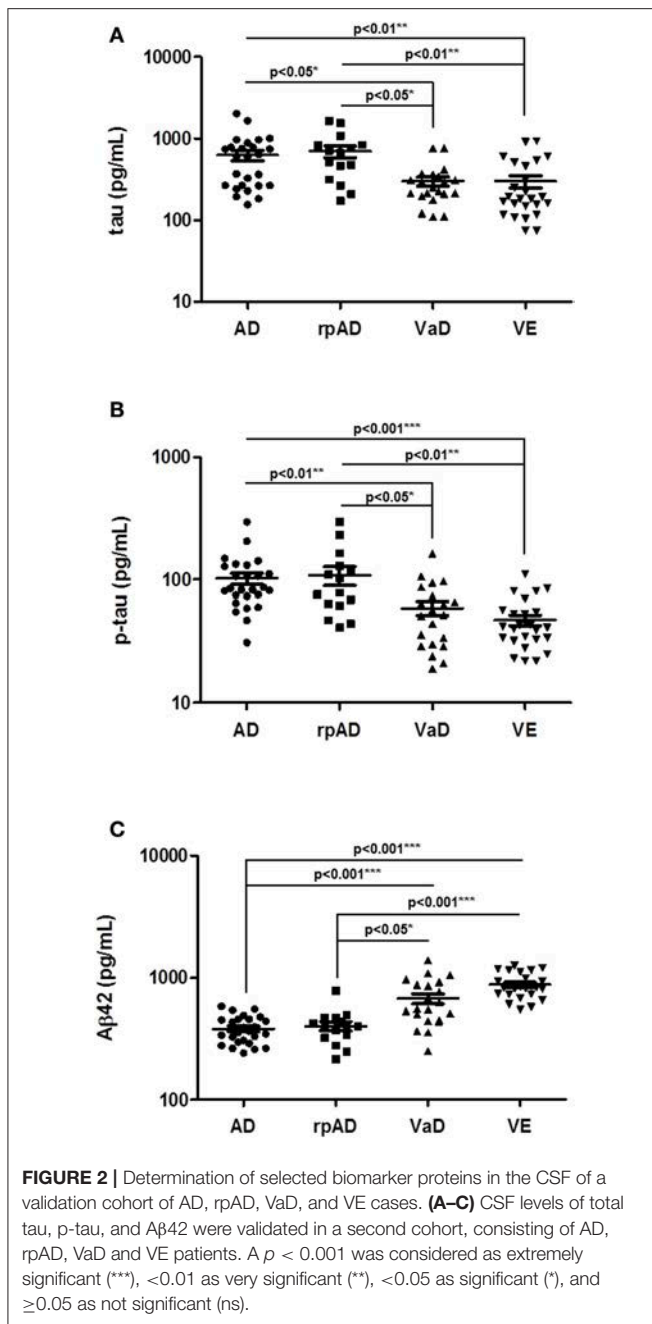 A
p<0.01**
p<0.01**
p<0.05*
p<0.05*
10000
1000
100
10
tau (pg/mL)
AD rpAD VaD VE
B
p<0.001***
p<0.01**
p<0.01**
p<0.05*
1000
100
10
p-tau (pg/mL)
AD rpAD VaD VE
C
p<0.001***
p<0.001***
p<0.001***
p<0.05*
10000
1000
100
Aβ42 (pg/mL)
AD rpAD VaD VE
FIGURE 2 | Determination of selected biomarker proteins in the CSF of a
validation cohort of AD, rpAD, VaD, and VE cases. (A–C) CSF levels of total
tau, p-tau, and Aβ42 were validated in a second cohort, consisting of AD,
rpAD, VaD and VE patients. A p < 0.001 was considered as extremely
significant (***), <0.01 as very significant (**), <0.05 as significant (*), and
≥0.05 as not significant (ns).